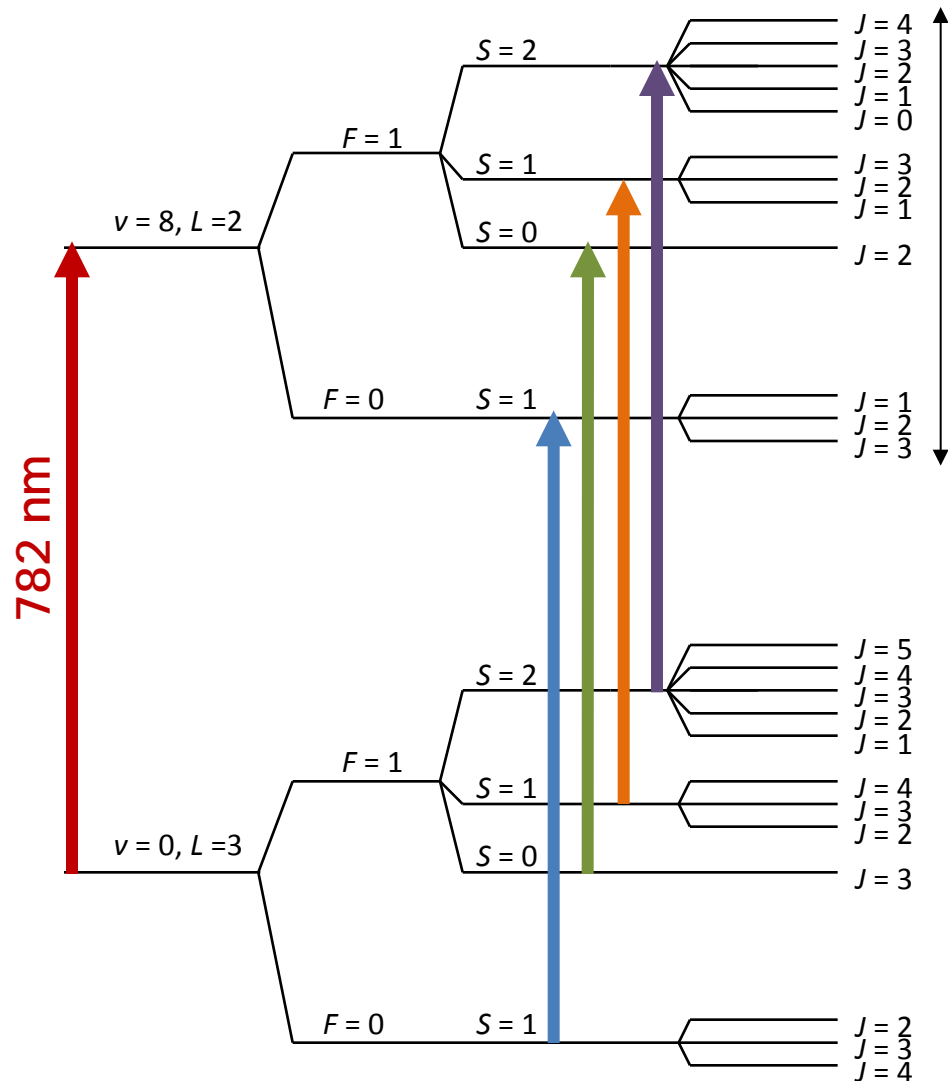 J = 4
J = 3
S = 2
J = 2
J = 1
J = 0
F = 1
J = 3
S = 1
J = 2
J = 1
v = 8, L =2
S = 0
J = 2
F = 0
S = 1
J = 1
J = 2
J = 3
782 nm
J = 5
S = 2
J = 4
J = 3
J = 2
J = 1
F = 1
S = 1
J = 4
J = 3
J = 2
v = 0, L =3
S = 0
J = 3
F = 0
S = 1
J = 2
J = 3
J = 4